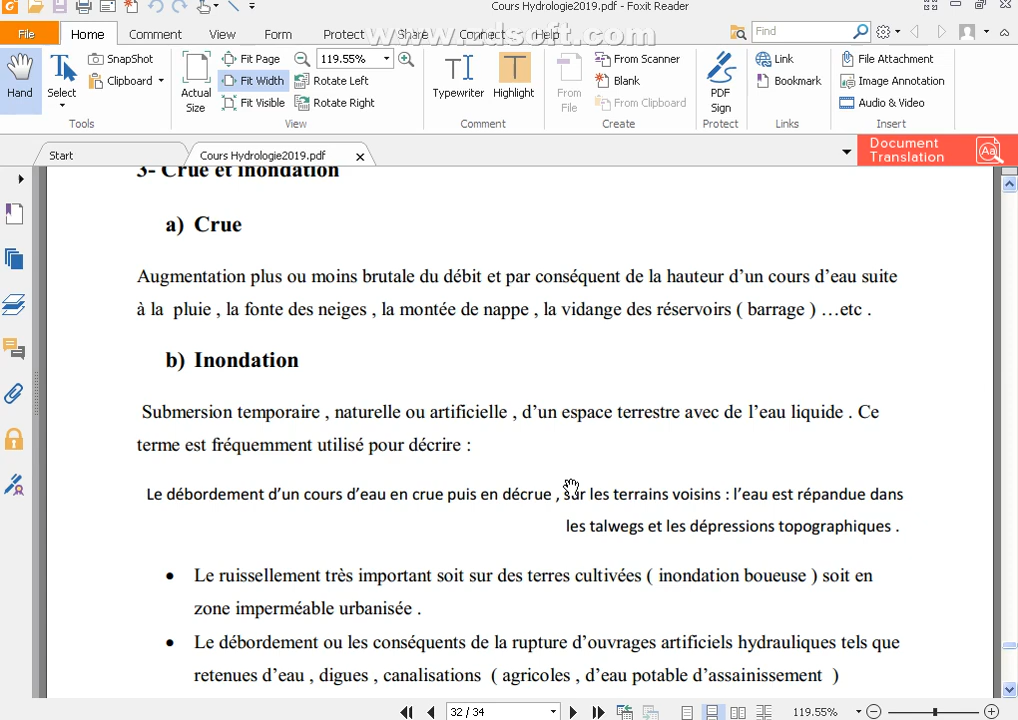 Cours Hydrologie2019.pdf - Foxit Reader
File Home Comment View Form Protect Share Connect Help Find
www.zdsoft.com
Hand Select SnapShot Clipboard Actual Size Fit Page Fit Width Fit Visible 119.55% Rotate Left Rotate Right Typewriter Highlight From File From Scanner Blank From Clipboard PDF Sign Link Bookmark File Attachment Image Annotation Audio & Video
Tools View Comment Create Protect Links Insert
Start Cours Hydrologie2019.pdf
Document
Translation
3- Crue et inondation
a) Crue
Augmentation plus ou moins brutale du débit et par conséquent de la hauteur d’un cours d’eau suite
à la pluie , la fonte des neiges , la montée de nappe , la vidange des réservoirs ( barrage ) …etc .
b) Inondation
Submersion temporaire , naturelle ou artificielle , d’un espace terrestre avec de l’eau liquide . Ce
terme est fréquemment utilisé pour décrire :
Le débordement d’un cours d’eau en crue puis en décrue , sur les terrains voisins : l’eau est répandue dans
les talwegs et les dépressions topographiques .
• Le ruissellement très important soit sur des terres cultivées ( inondation boueuse ) soit en
zone imperméable urbanisée .
• Le débordement ou les conséquents de la rupture d’ouvrages artificiels hydrauliques tels que
retenues d’eau , digues , canalisations ( agricoles , d’eau potable d’assainissement )
32 / 34 119.55%